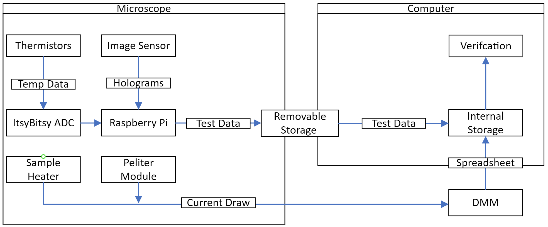 Microscope
Computer
Thermistors
Image Sensor
Verifcation
Temp Data
Holograms
ItsyBitsy ADC
Raspberry Pi
Test Data
Removable
Storage
Test Data
Internal
Storage
Sample
Heater
Peliter
Module
Spreadsheet
Current Draw
DMM